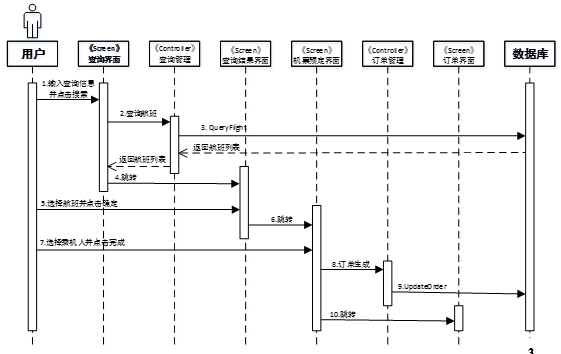 用户
《Screen》
查询界面
《Controller》
查询管理
《Screen》
查询结果界面
《Screen》
机票预定界面
《Controller》
订单管理
《Screen》
订单界面
数据库
1.输入查询信息
并点击搜索
2.查询航班
3. QueryFlight
返回航班列表
返回航班列表
4.跳转
5.选择航班并点击确定
6.跳转
7.选择乘机人并点击完成
8.订单生成
9.UpdateOrder
10.跳转
3